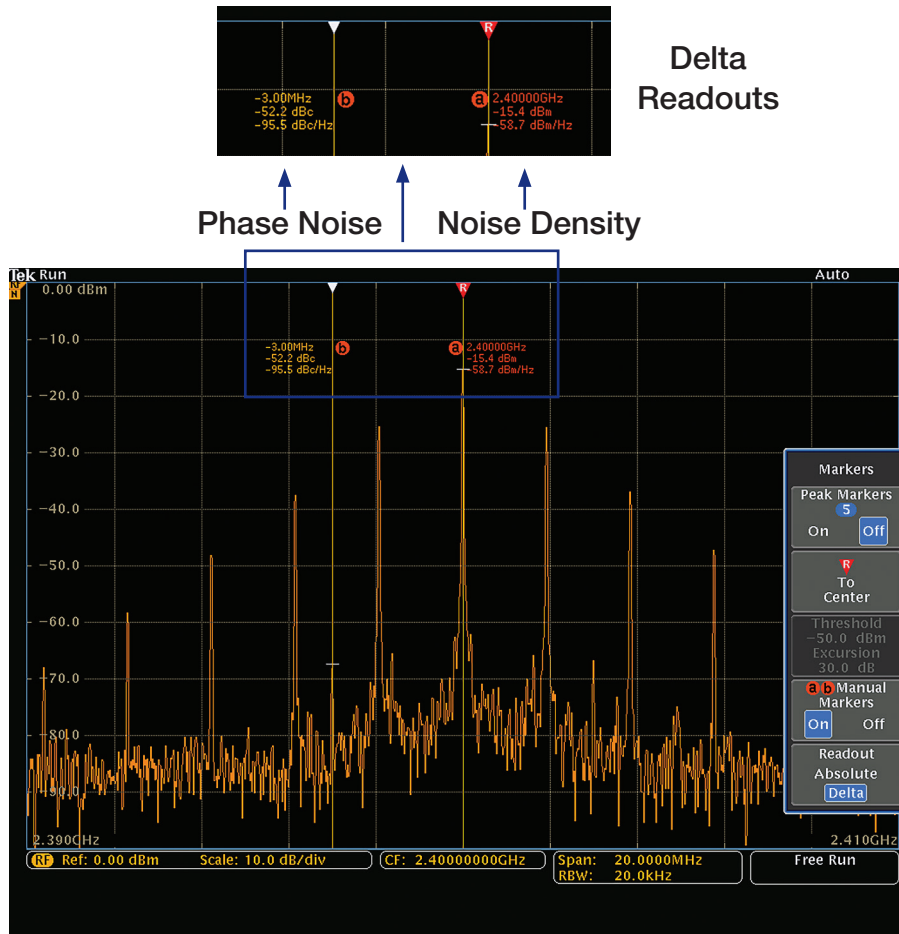 R
-3.00MHz
-52.2 dBc
-95.5 dBc/Hz
b
a
2.40000GHz
-15.4 dBm
-58.7 dBm/Hz
Delta
Readouts
Phase Noise
Noise Density
Tek Run
Auto
0.00 dBm
R
-10.0
-3.00MHz
-52.2 dBc
-95.5 dBc/Hz
b
a
2.40000GHz
-15.4 dBm
-58.7 dBm/Hz
-20.0
-30.0
-40.0
-50.0
-60.0
-70.0
-80.0
-90.0
2.390GHz
2.410GHz
Markers
Peak Markers
5
On Off
R
To
Center
Threshold
-50.0 dBm
Excursion
30.0 dB
a b Manual
Markers
On Off
Readout
Absolute
Delta
RF Ref: 0.00 dBm Scale: 10.0 dB/div
CF: 2.40000000GHz
Span: 20.0000MHz
RBW: 20.0kHz
Free Run